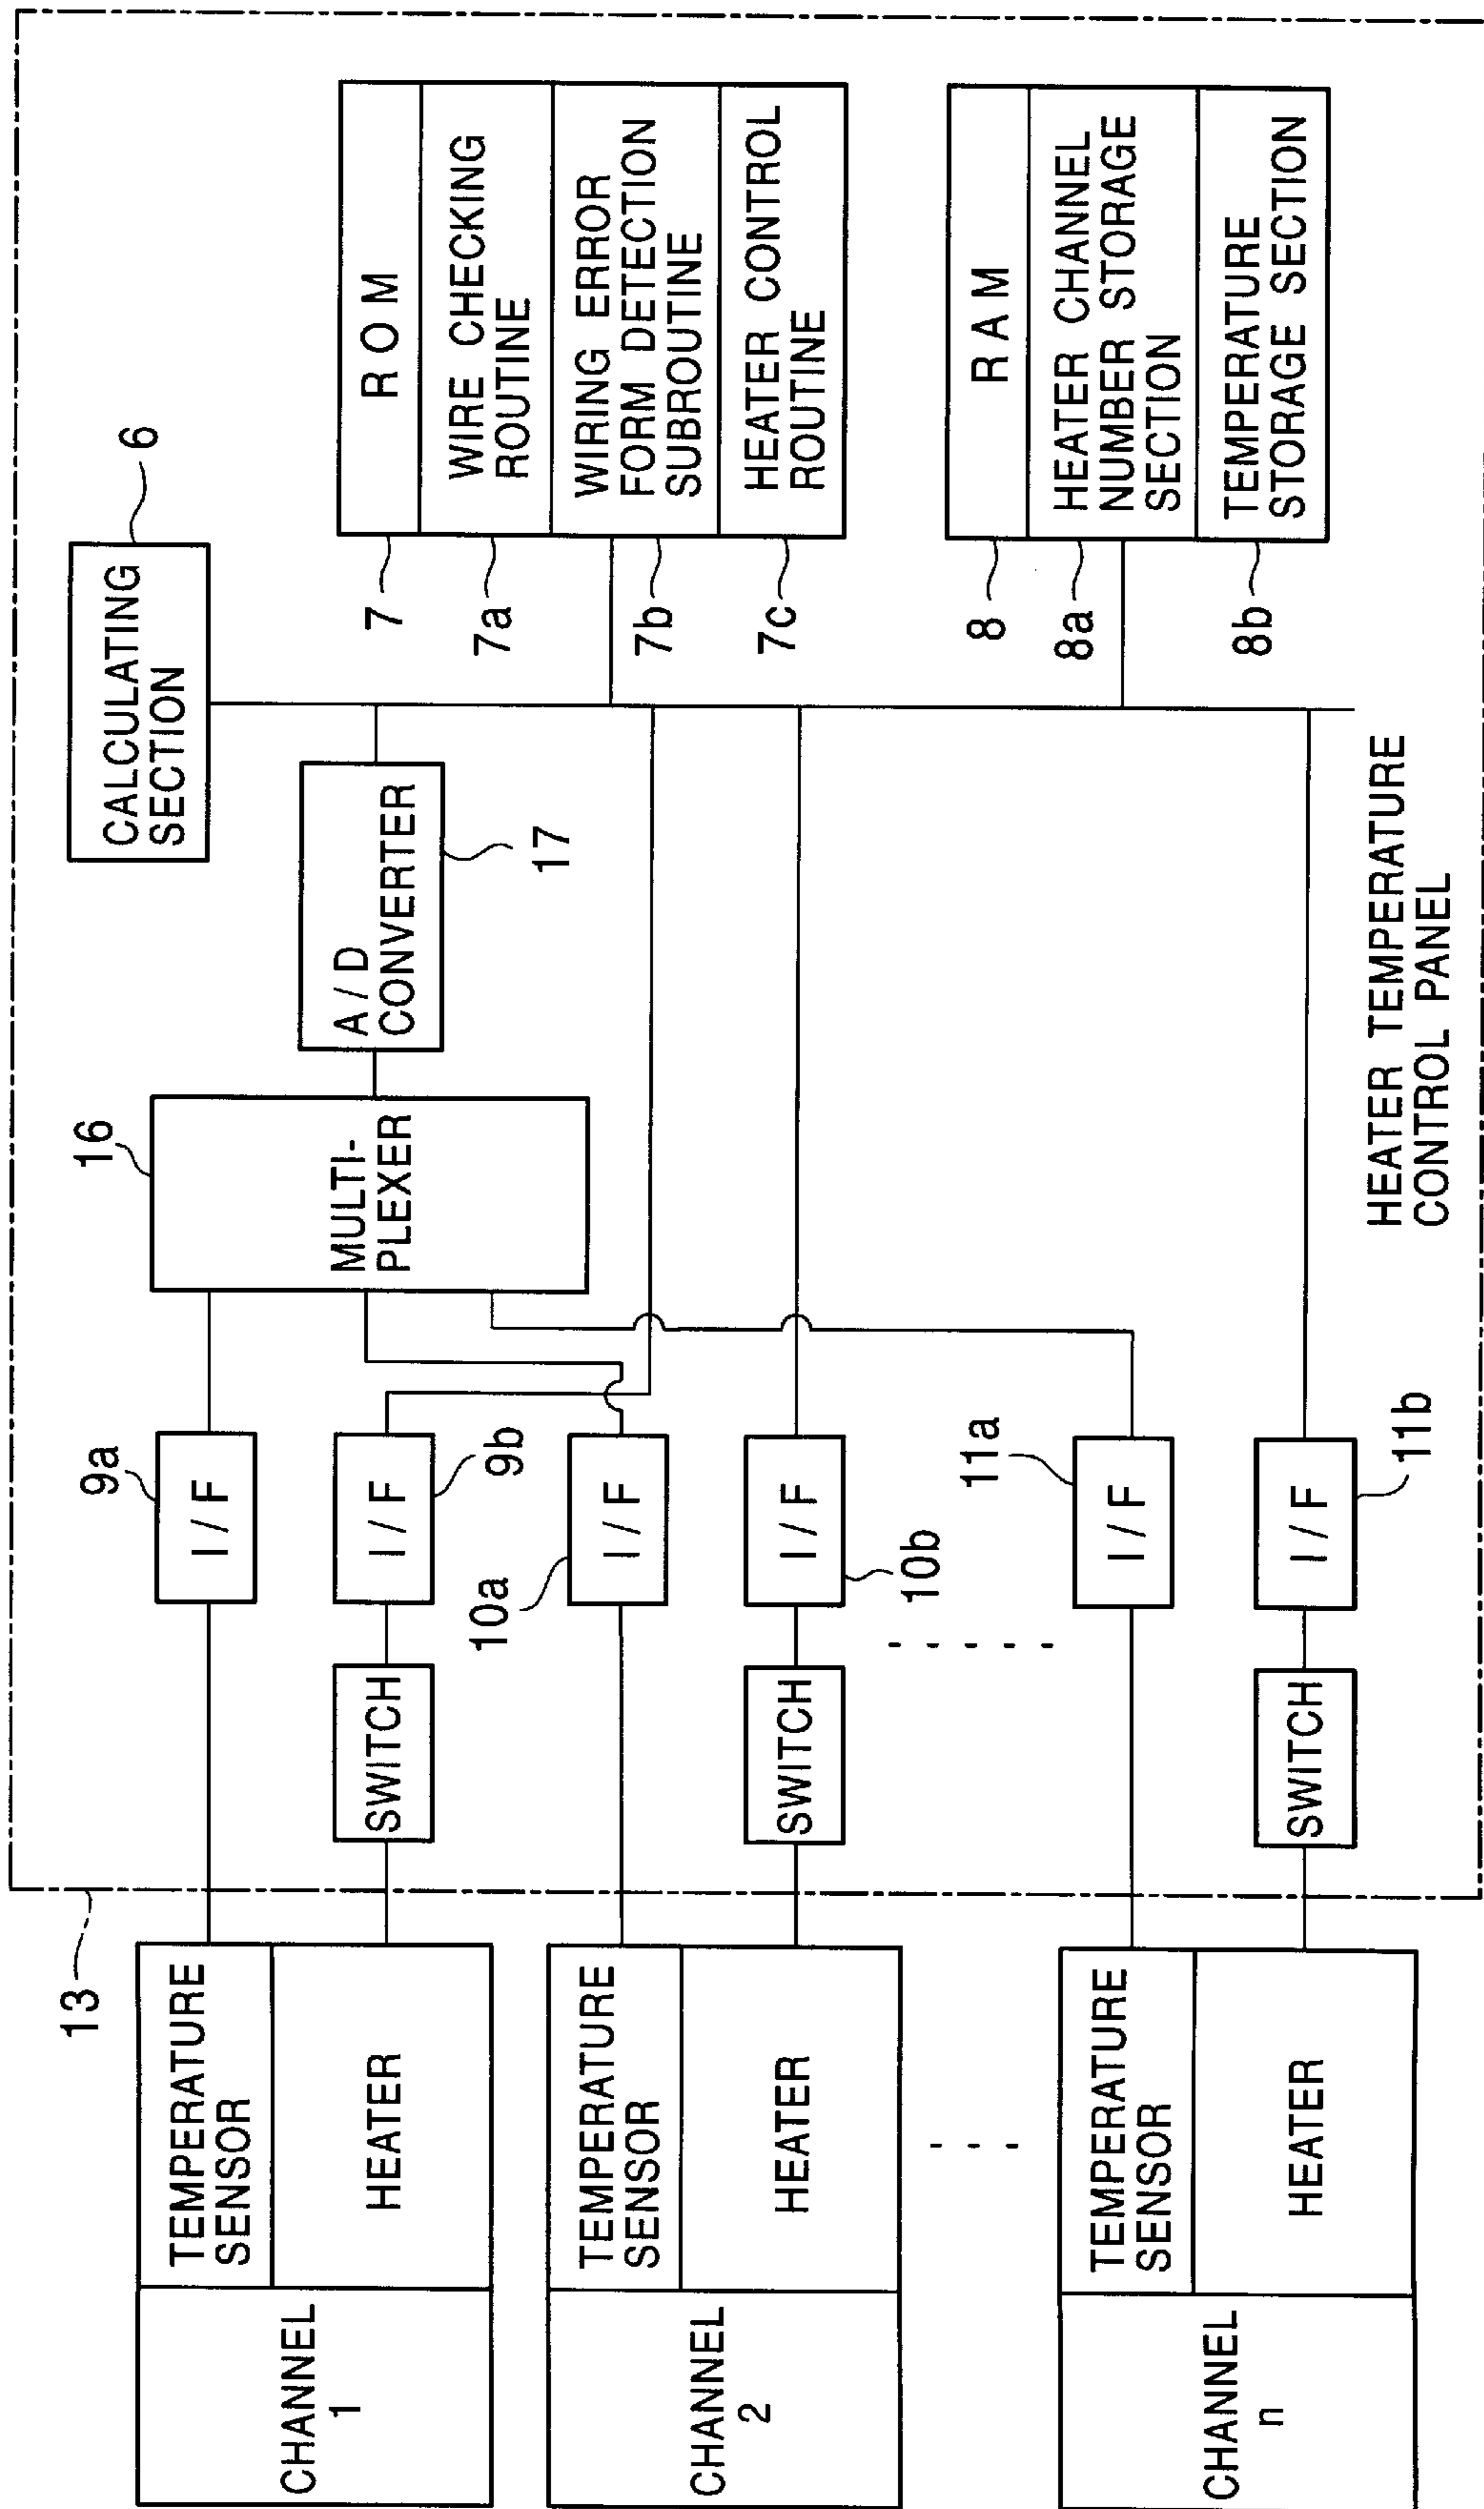 13
CHANNEL
1
TEMPERATURE
SENSOR
HEATER
CHANNEL
2
TEMPERATURE
SENSOR
HEATER
CHANNEL
n
TEMPERATURE
SENSOR
HEATER
9a
I/F
SWITCH
I/F
9b
10a
I/F
SWITCH
I/F
10b
11a
I/F
SWITCH
I/F
11b
16
MULTI-
PLEXER
A/D
CONVERTER
17
CALCULATING
SECTION
6
7
ROM
7a
WIRE CHECKING
ROUTINE
7b
WIRING ERROR
FORM DETECTION
SUBROUTINE
7c
HEATER CONTROL
ROUTINE
8
RAM
8a
HEATER CHANNEL
NUMBER STORAGE
SECTION
8b
TEMPERATURE
STORAGE SECTION
HEATER TEMPERATURE
CONTROL PANEL